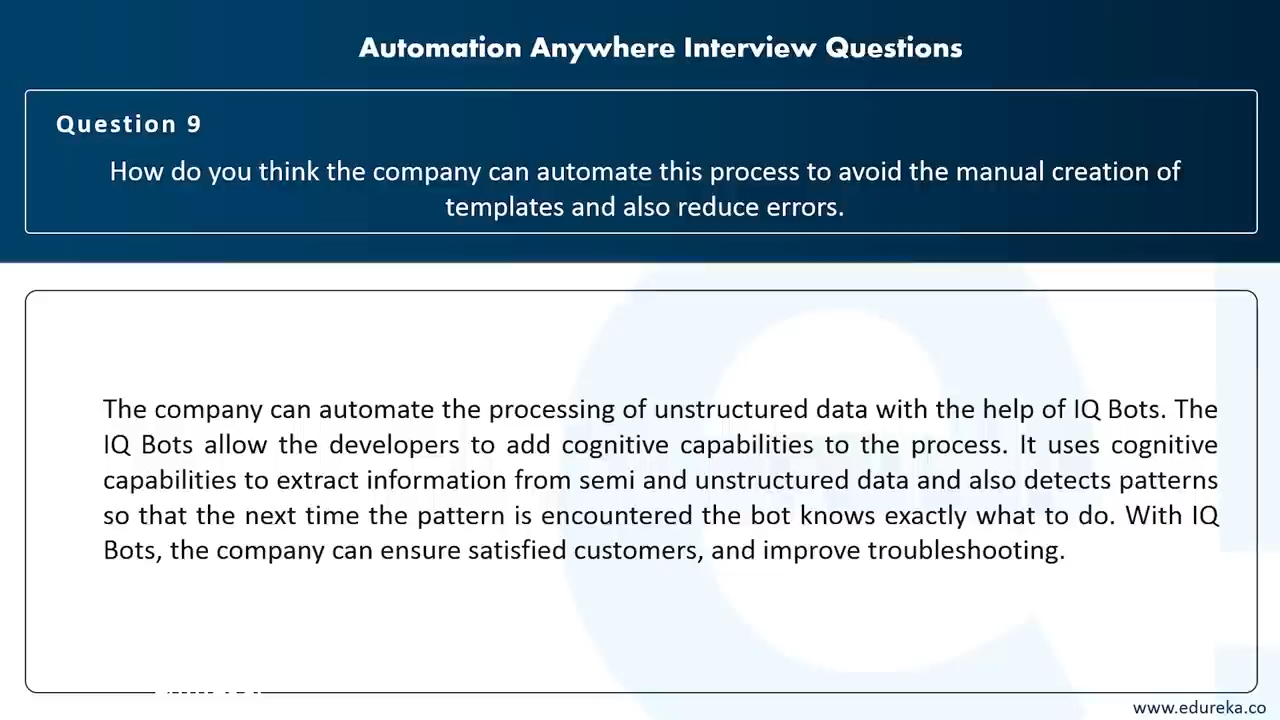 Automation Anywhere Interview Questions
Question 9
How do you think the company can automate this process to avoid the manual creation of
templates and also reduce errors.
The company can automate the processing of unstructured data with the help of IQ Bots. The
IQ Bots allow the developers to add cognitive capabilities to the process. It uses cognitive
capabilities to extract information from semi and unstructured data and also detects patterns
so that the next time the pattern is encountered the bot knows exactly what to do. With IQ
Bots, the company can ensure satisfied customers, and improve troubleshooting.
www.edureka.co